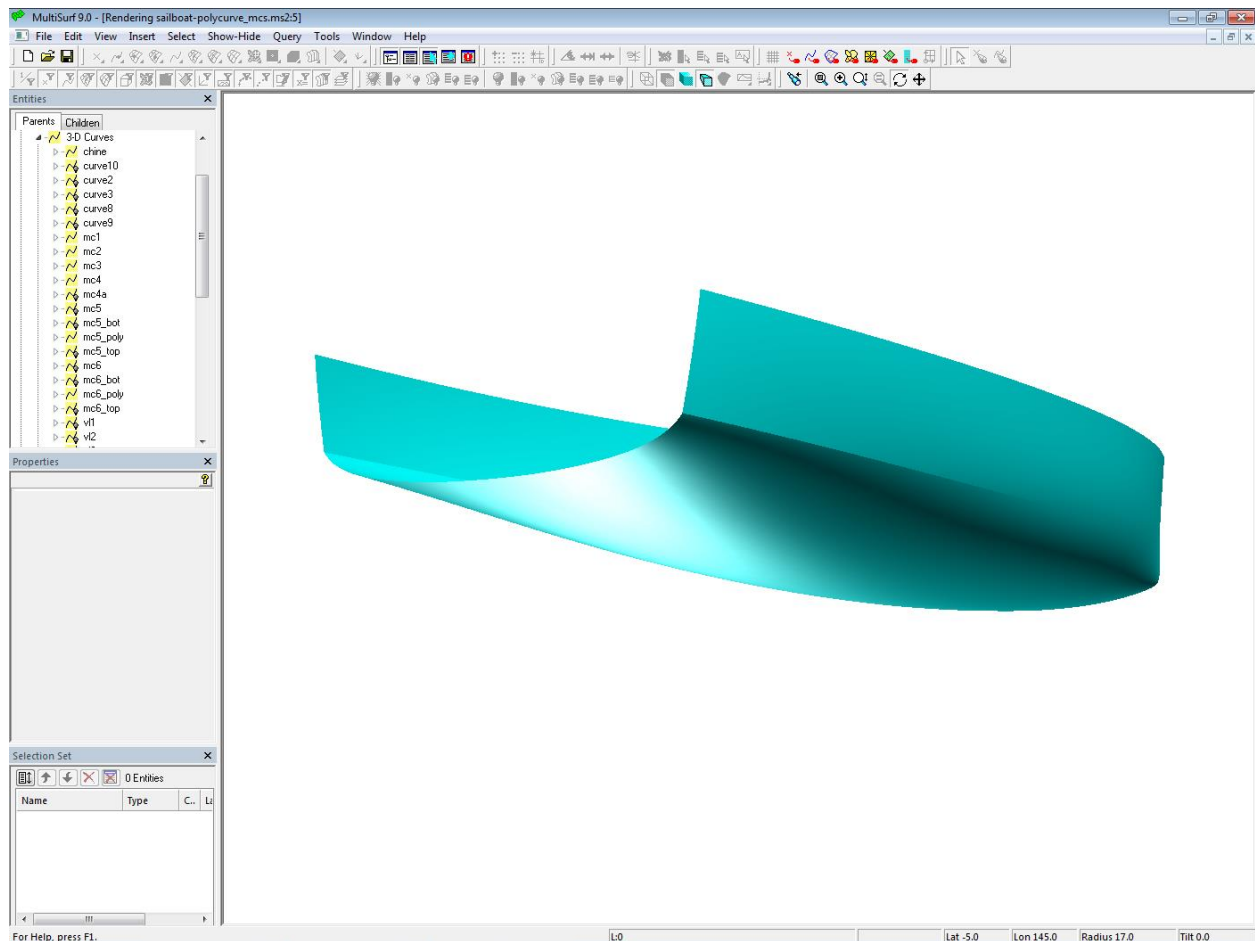 MultiSurf 9.0 - [Rendering sailboat-polycurve_mcs.ms2:5]
File Edit View Insert Select Show-Hide Query Tools Window Help
Entities
Parents Children
3-D Curves
chine
curve10
curve2
curve3
curve8
curve9
mc1
mc2
mc3
mc4
mc4a
mc5
mc5_bot
mc5_poly
mc5_top
mc6
mc6_bot
mc6_poly
mc6_top
vl1
vl2
Properties
Selection Set
0 Entities
Name Type C.. La
For Help, press F1. L:0 Lat -5.0 Lon 145.0 Radius 17.0 Tilt 0.0